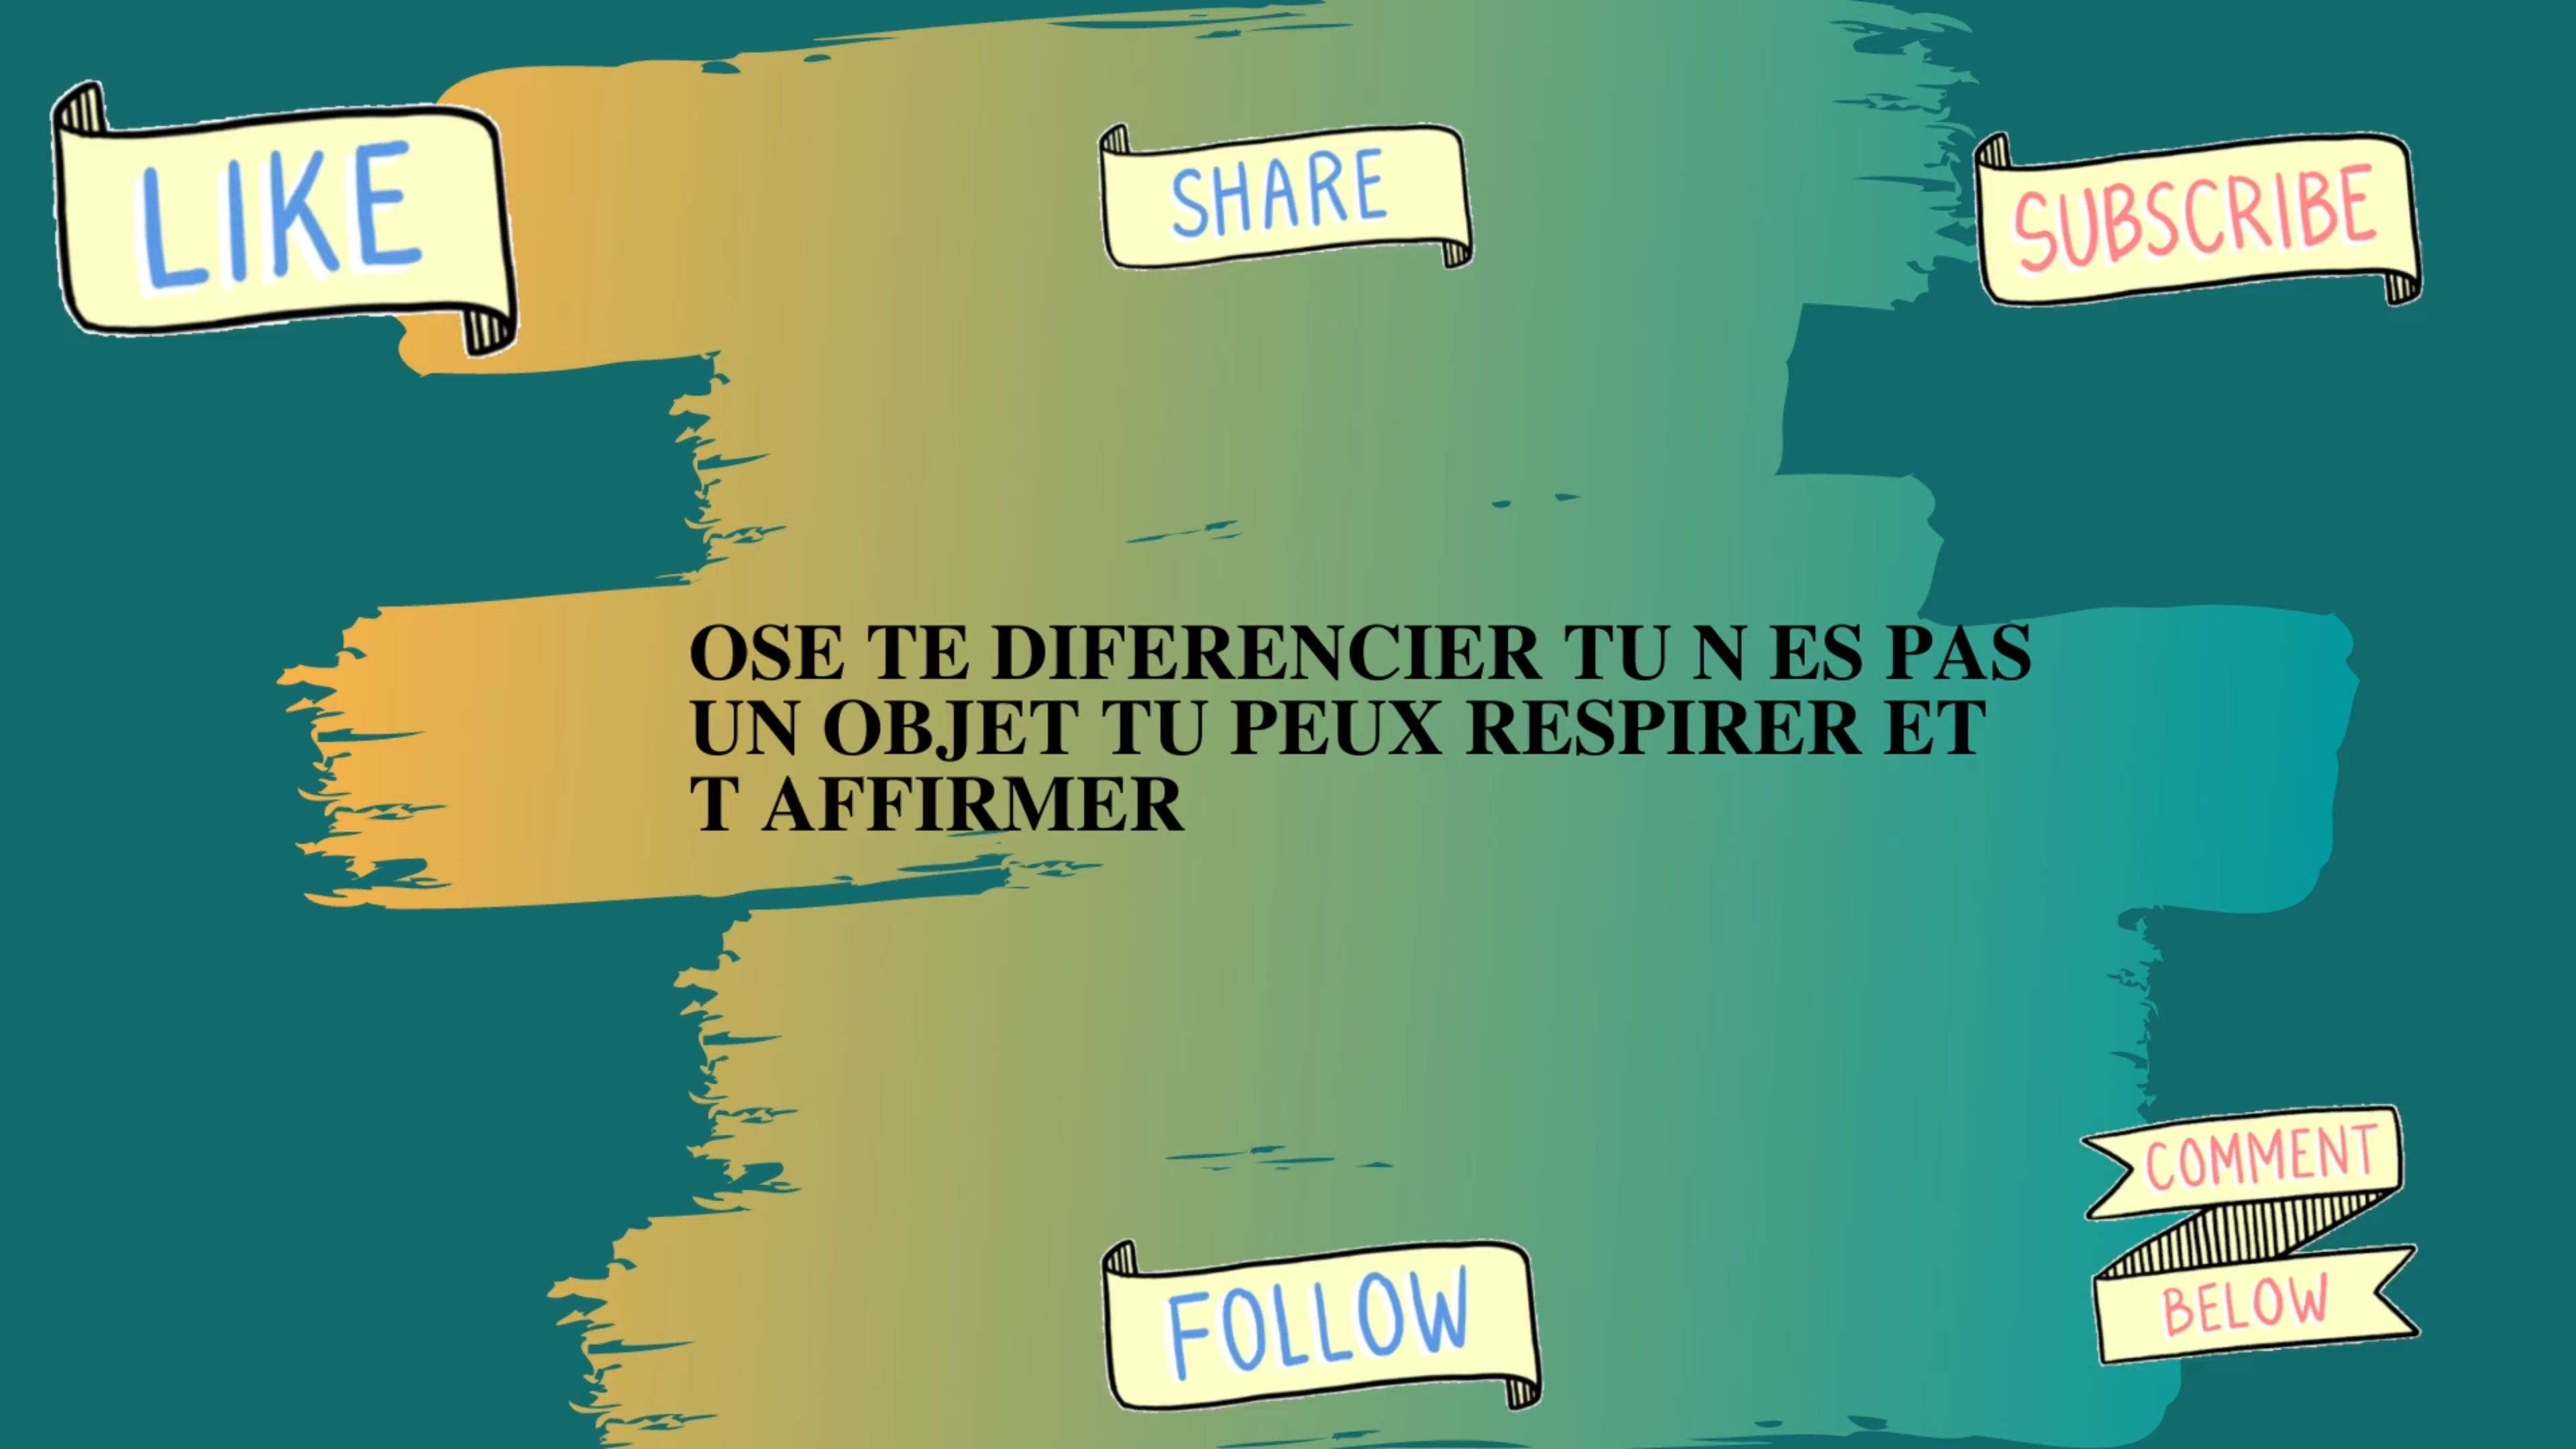 LIKE
SHARE
SUBSCRIBE
OSE TE DIFERENCIER TU N ES PAS
UN OBJET TU PEUX RESPIRER ET
T AFFIRMER
COMMENT
BELOW
FOLLOW